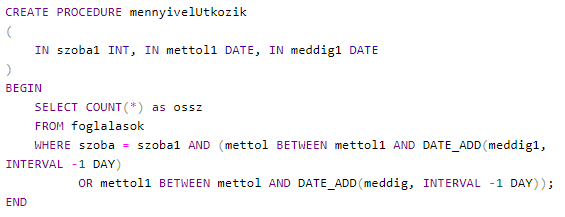 CREATE PROCEDURE mennyivelUtkozik
(
    IN szoba1 INT, IN mettol1 DATE, IN meddig1 DATE
)
BEGIN
    SELECT COUNT(*) as ossz
    FROM foglalasok
    WHERE szoba = szoba1 AND (mettol BETWEEN mettol1 AND DATE_ADD(meddig1,
INTERVAL -1 DAY)
          OR mettol1 BETWEEN mettol AND DATE_ADD(meddig, INTERVAL -1 DAY));
END